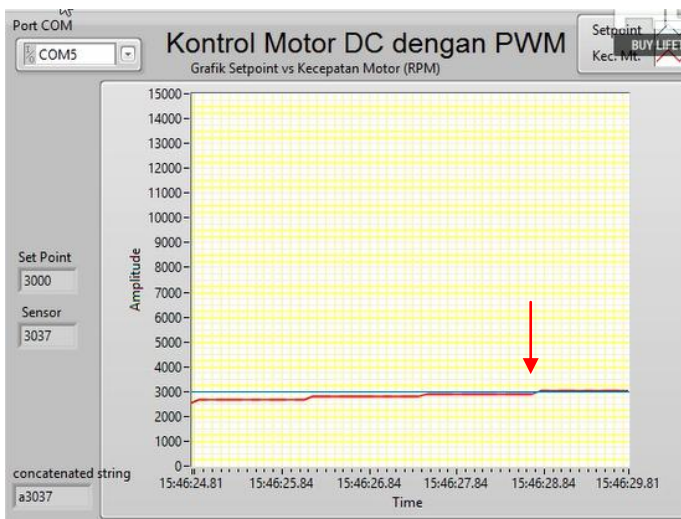 Port COM
COM5
Kontrol Motor DC dengan PWM
Grafik Setpoint vs Kecepatan Motor (RPM)
Setpoint
Kec. Mt.
BUY LIFET
15000
14000
13000
12000
11000
10000
9000
8000
7000
6000
5000
4000
3000
2000
1000
0
Amplitude
Set Point
3000
Sensor
3037
concatenated string
a3037
15:46:24.81 15:46:25.84 15:46:26.84 15:46:27.84 15:46:28.84 15:46:29.81
Time